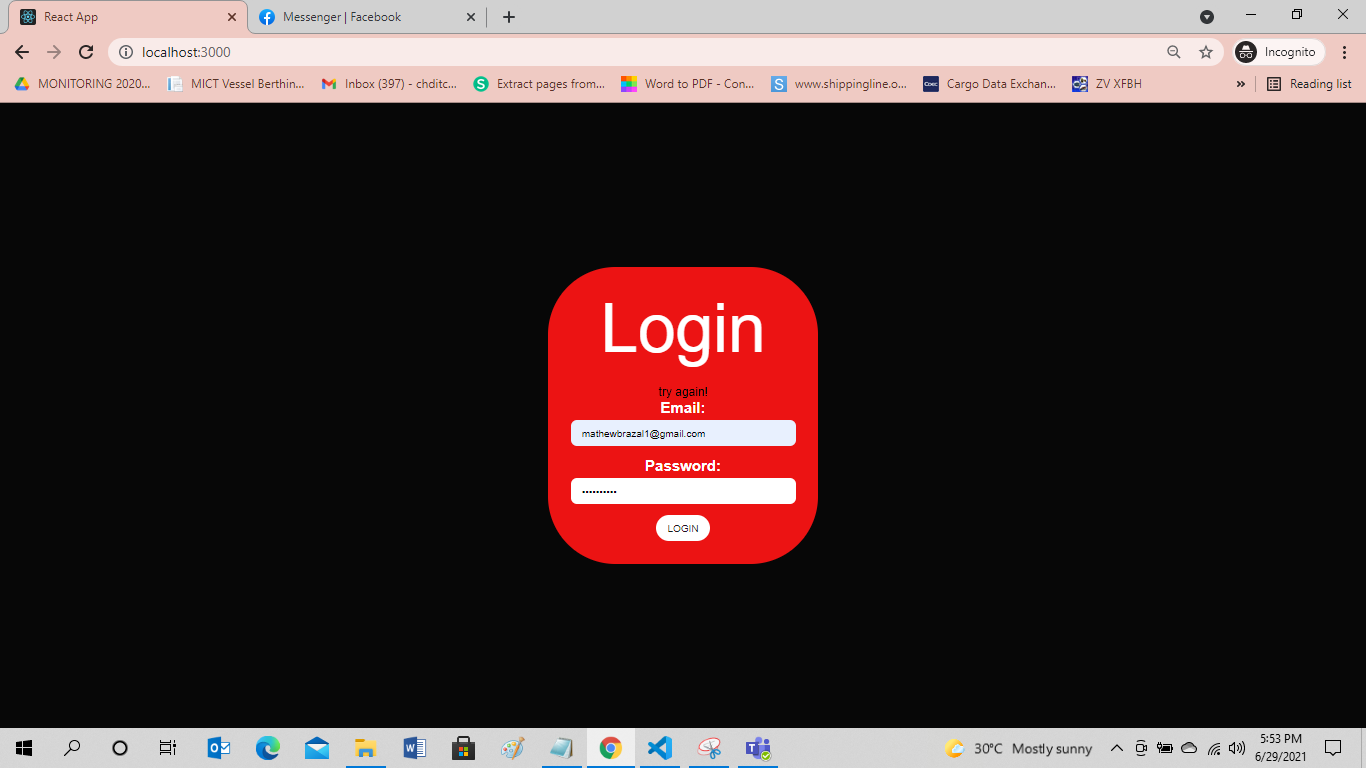 React App
Messenger | Facebook
localhost:3000
Incognito
MONITORING 2020...
MICT Vessel Berthin...
Inbox (397) - chditc...
Extract pages from...
Word to PDF - Con...
www.shippingline.o...
Cargo Data Exchan...
ZV XFBH
Reading list
Login
try again!
Email:
mathewbrazal1@gmail.com
Password:
LOGIN
30°C Mostly sunny
5:53 PM
6/29/2021